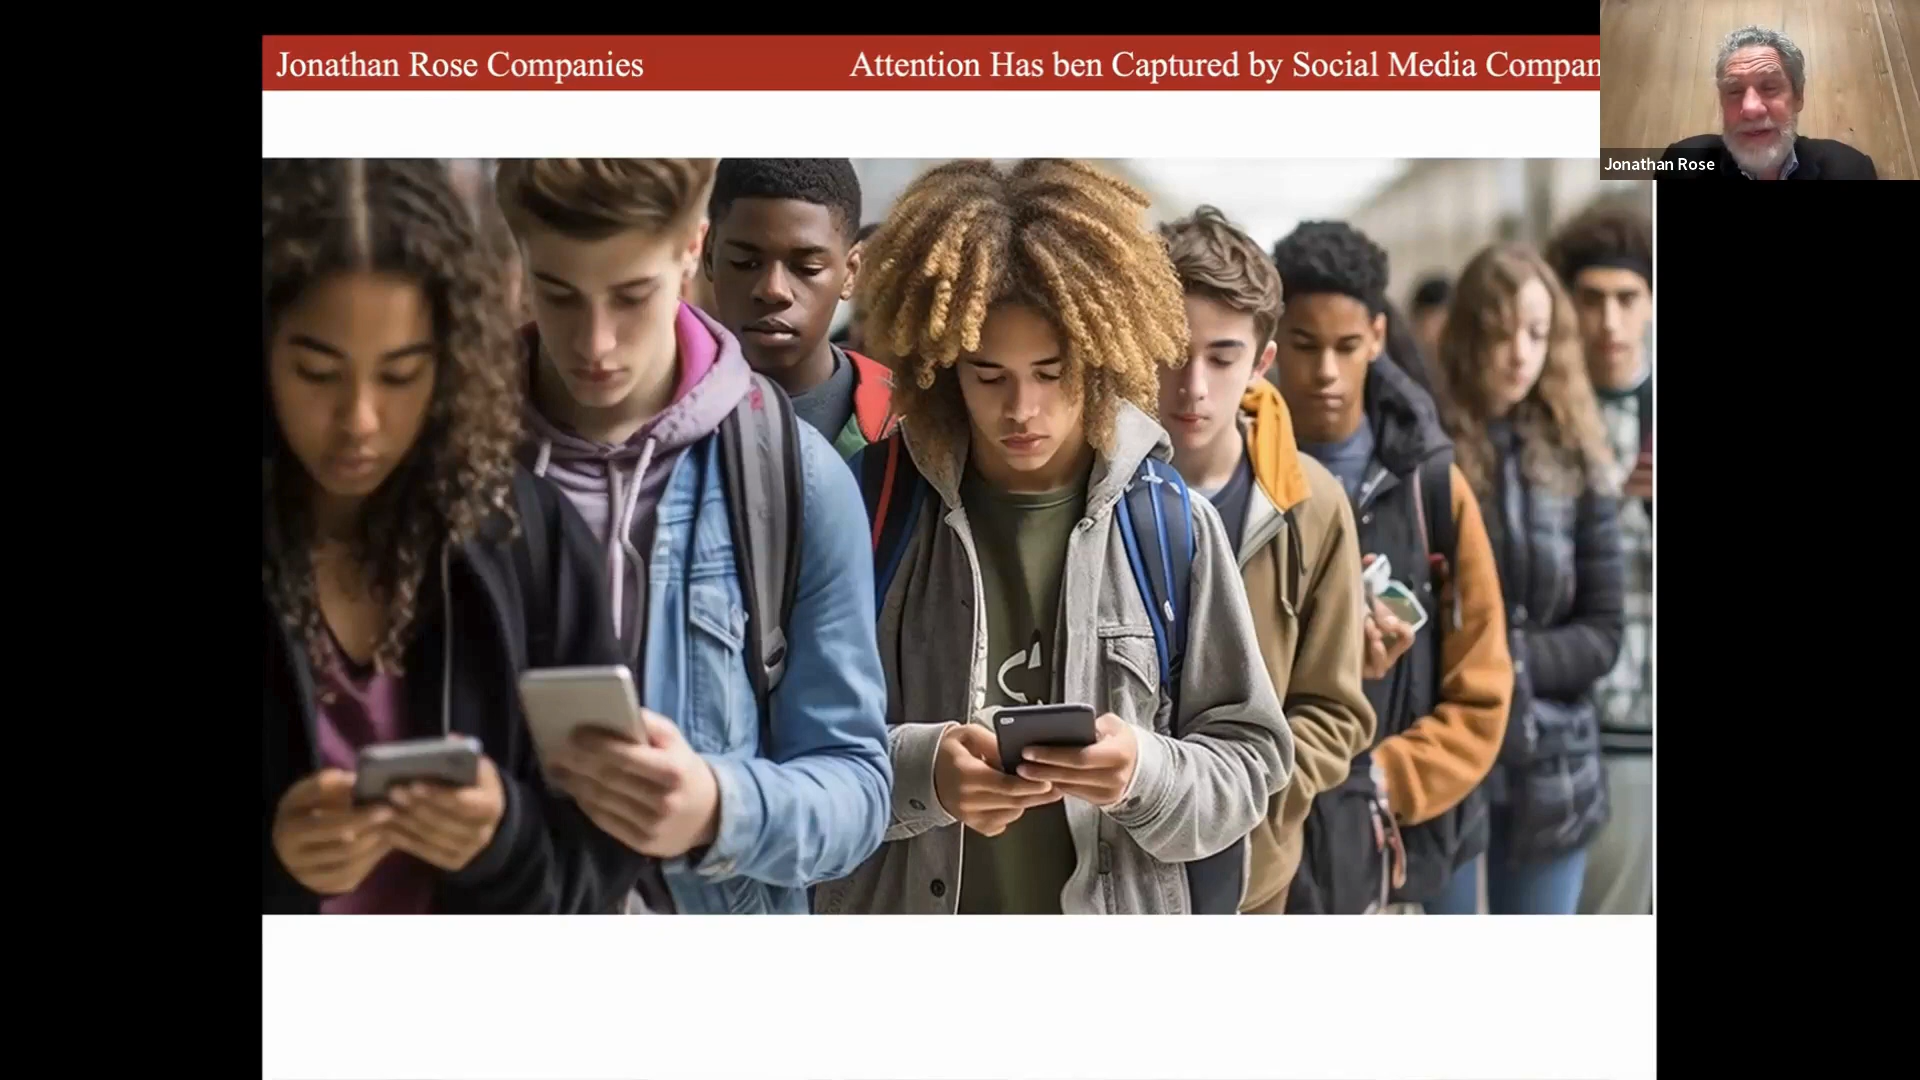 Jonathan Rose Companies
Attention Has ben Captured by Social Media Compan
Jonathan Rose